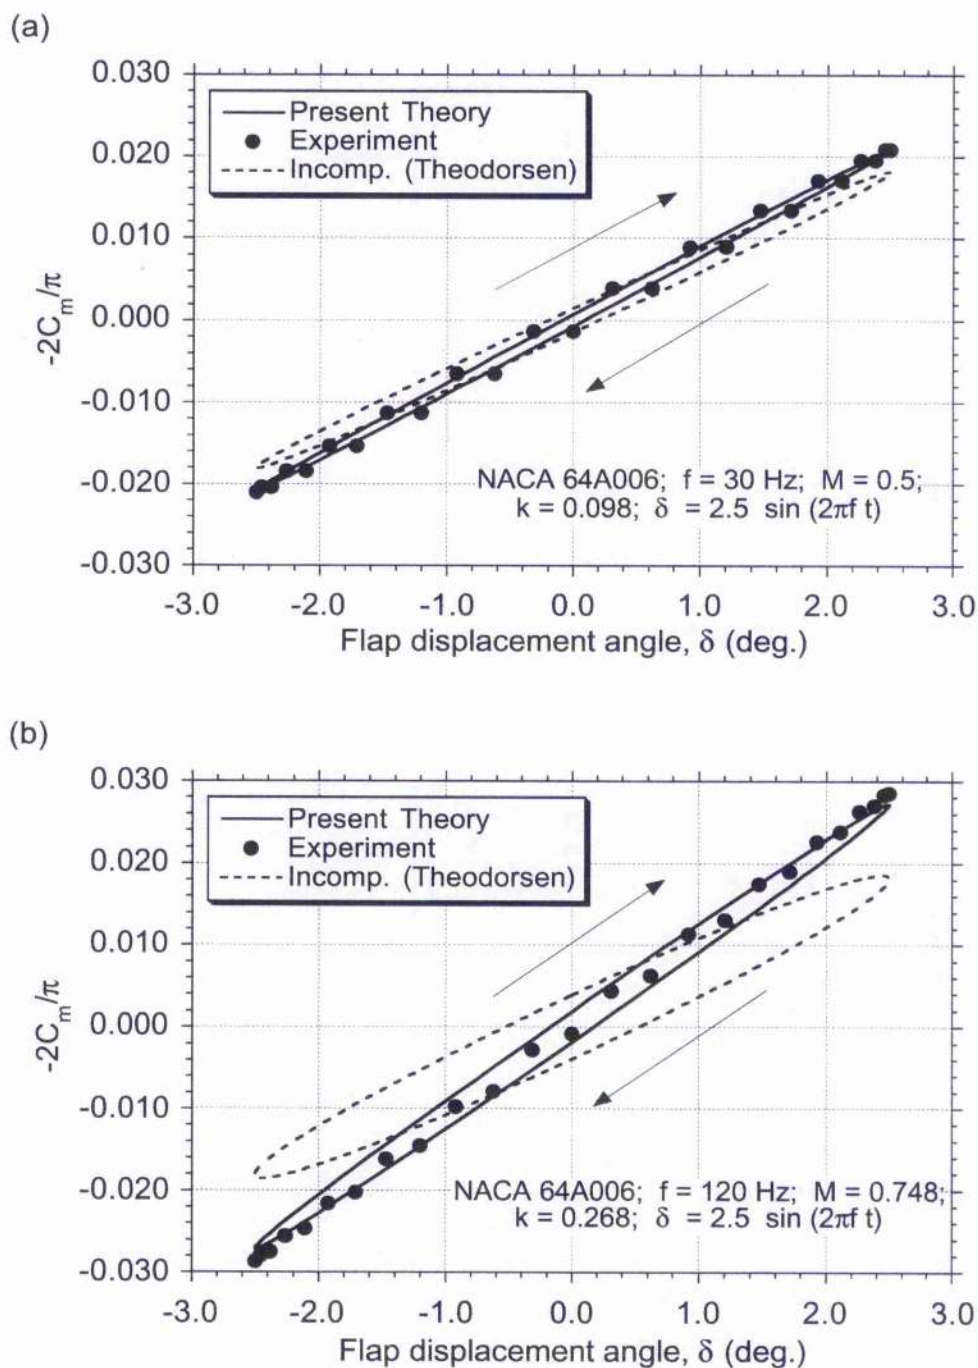 (a)
0.030
0.020
0.010
0.000
-0.010
-0.020
-0.030
-2Cm/π
Present Theory
Experiment
Incomp. (Theodorsen)
NACA 64A006; f = 30 Hz; M = 0.5;
k = 0.098; δ = 2.5 sin (2πf t)
-3.0 -2.0 -1.0 0.0 1.0 2.0 3.0
Flap displacement angle, δ (deg.)
(b)
0.030
0.020
0.010
0.000
-0.010
-0.020
-0.030
-2Cm/π
Present Theory
Experiment
Incomp. (Theodorsen)
NACA 64A006; f = 120 Hz; M = 0.748;
k = 0.268; δ = 2.5 sin (2πf t)
-3.0 -2.0 -1.0 0.0 1.0 2.0 3.0
Flap displacement angle, δ (deg.)